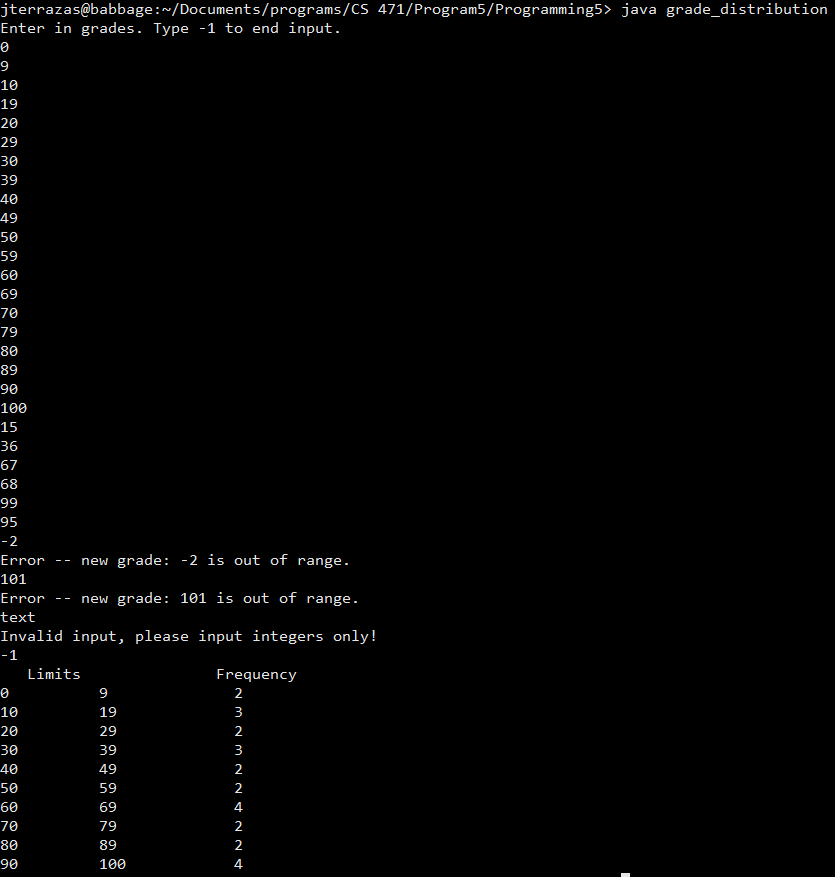 jterrazas@babbage:~/Documents/programs/CS 471/Program5/Programming5> java grade_distribution
Enter in grades. Type -1 to end input.
0
9
10
19
20
29
30
39
40
49
50
59
60
69
70
79
80
89
90
100
15
36
67
68
99
95
-2
Error -- new grade: -2 is out of range.
101
Error -- new grade: 101 is out of range.
text
Invalid input, please input integers only!
-1
   Limits               Frequency
0          9              2
10         19             3
20         29             2
30         39             3
40         49             2
50         59             2
60         69             4
70         79             2
80         89             2
90         100            4